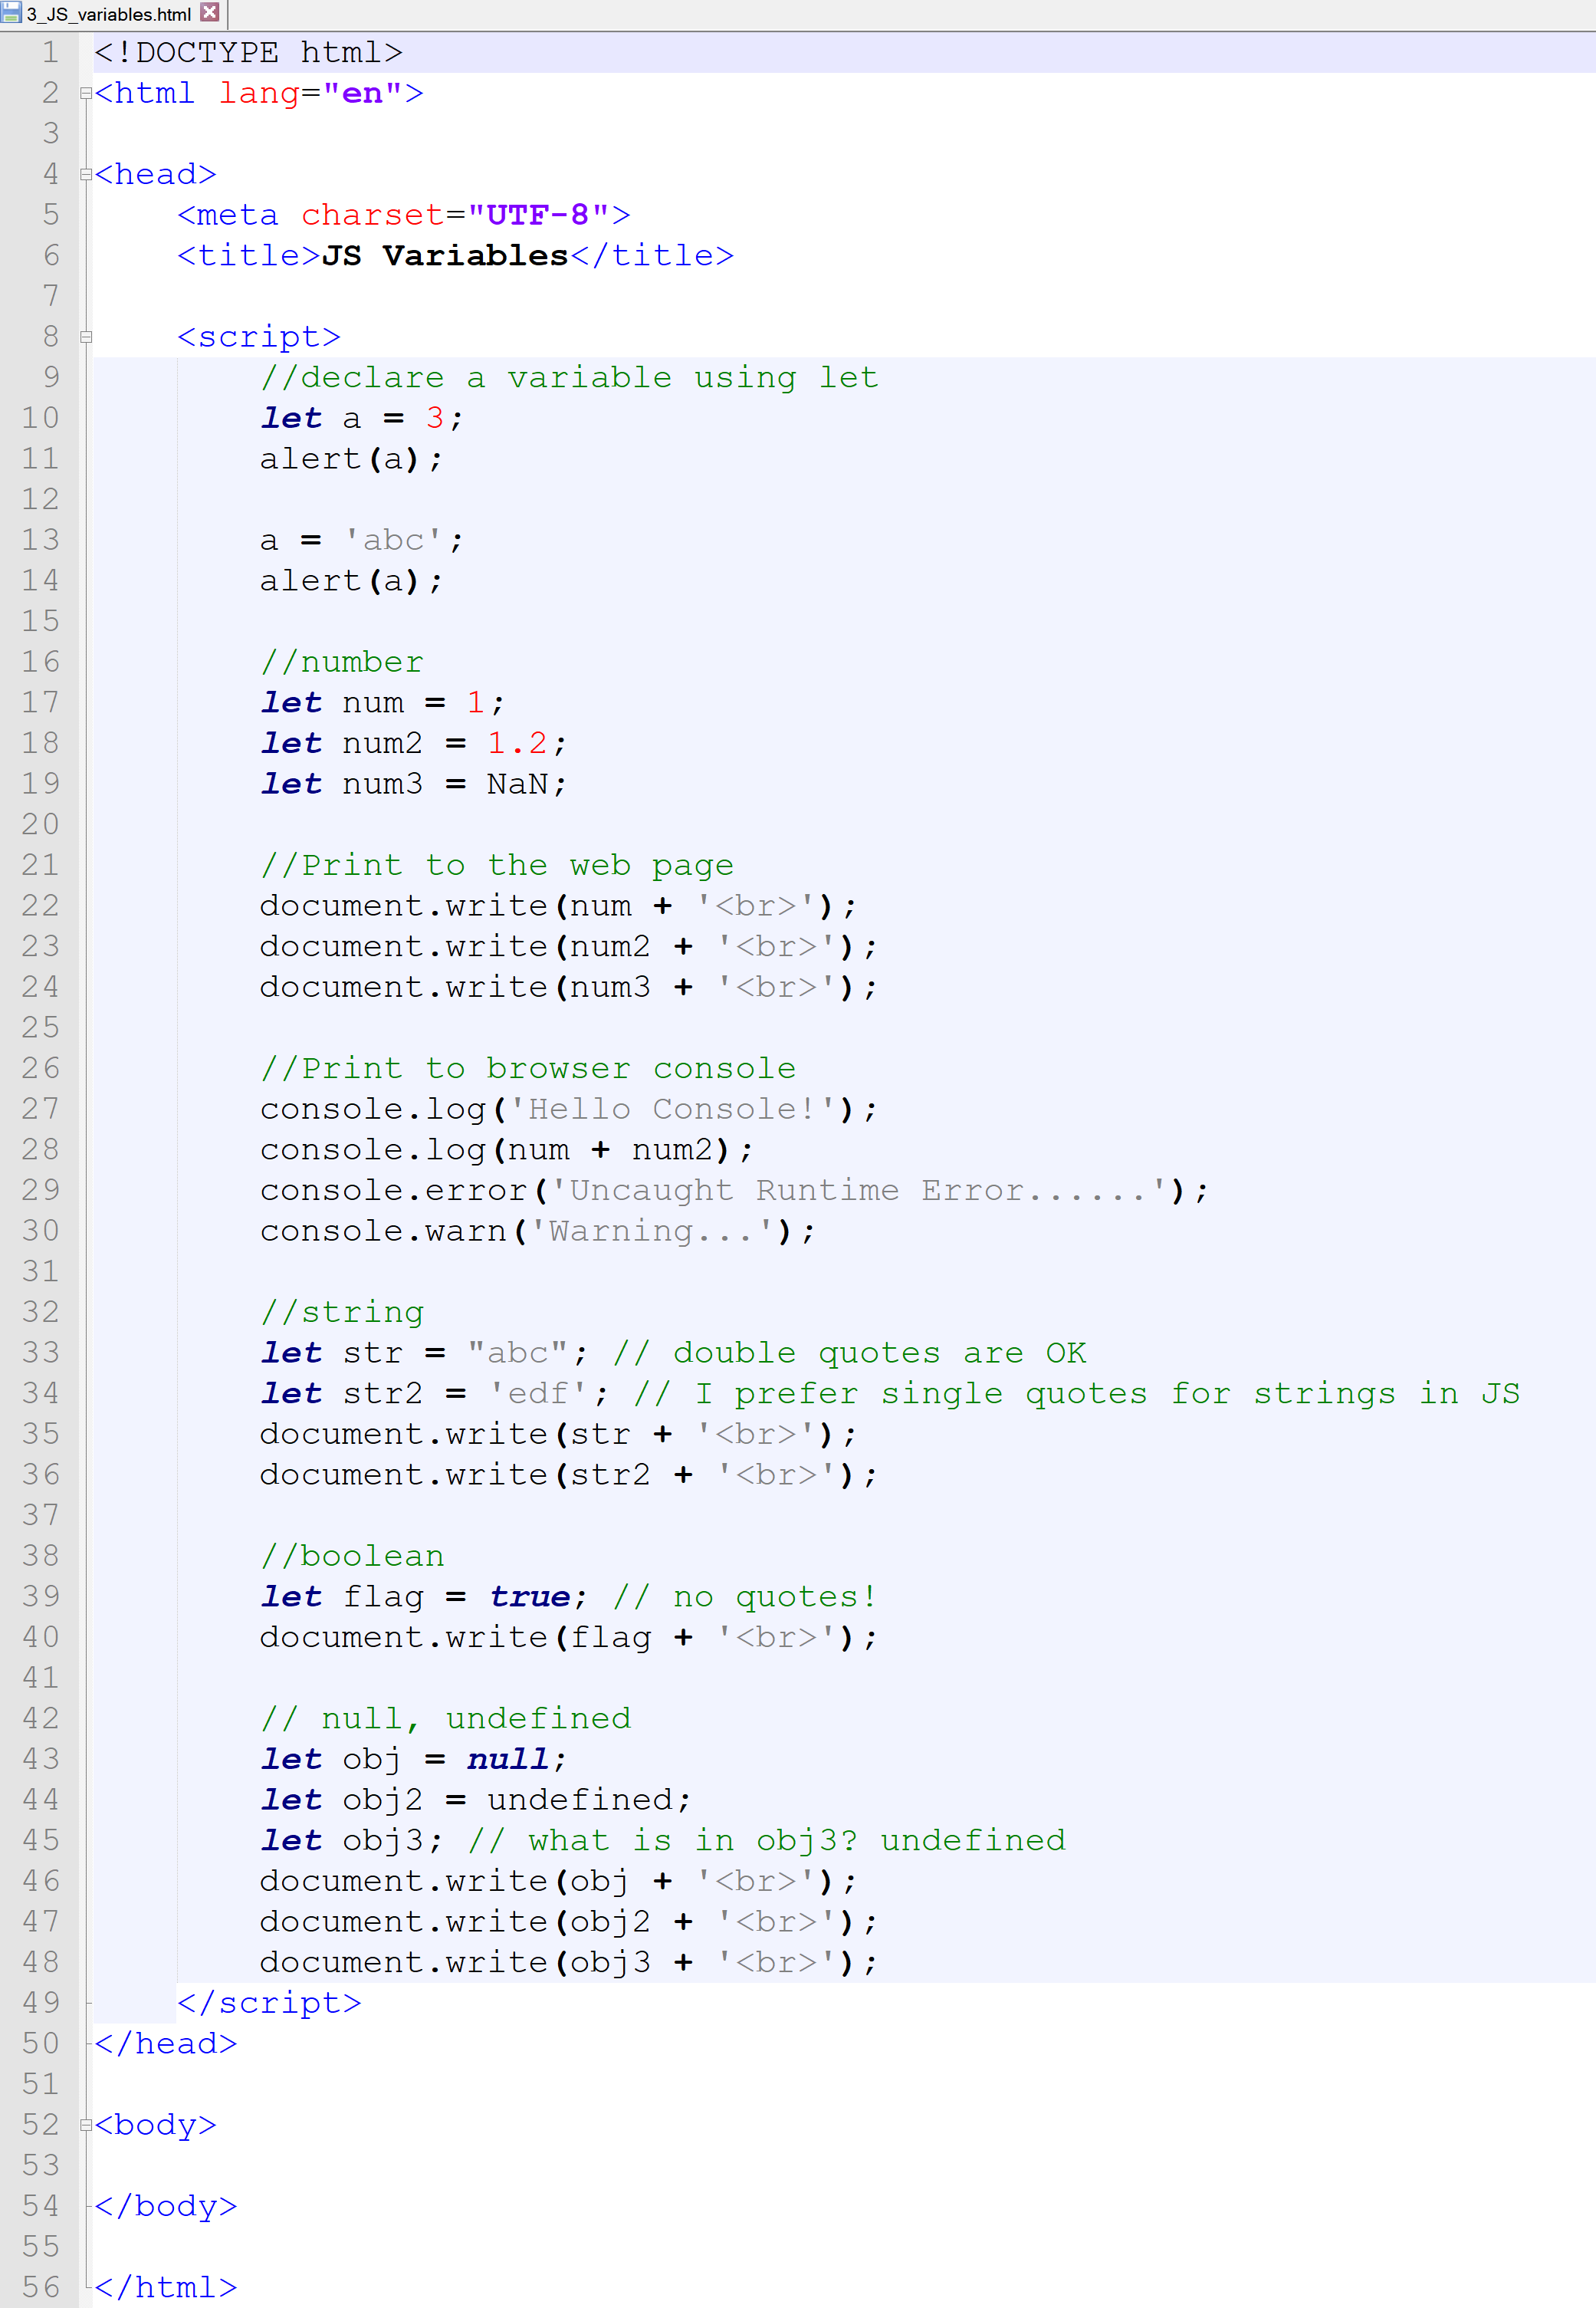 3_JS_variables.html
1 <!DOCTYPE html>
2 <html lang="en">
3
4 <head>
5     <meta charset="UTF-8">
6     <title>JS Variables</title>
7
8     <script>
9         //declare a variable using let
10         let a = 3;
11         alert(a);
12
13         a = 'abc';
14         alert(a);
15
16         //number
17         let num = 1;
18         let num2 = 1.2;
19         let num3 = NaN;
20
21         //Print to the web page
22         document.write(num + '<br>');
23         document.write(num2 + '<br>');
24         document.write(num3 + '<br>');
25
26         //Print to browser console
27         console.log('Hello Console!');
28         console.log(num + num2);
29         console.error('Uncaught Runtime Error......');
30         console.warn('Warning...');
31
32         //string
33         let str = "abc"; // double quotes are OK
34         let str2 = 'edf'; // I prefer single quotes for strings in JS
35         document.write(str + '<br>');
36         document.write(str2 + '<br>');
37
38         //boolean
39         let flag = true; // no quotes!
40         document.write(flag + '<br>');
41
42         // null, undefined
43         let obj = null;
44         let obj2 = undefined;
45         let obj3; // what is in obj3? undefined
46         document.write(obj + '<br>');
47         document.write(obj2 + '<br>');
48         document.write(obj3 + '<br>');
49     </script>
50 </head>
51
52 <body>
53
54 </body>
55
56 </html>